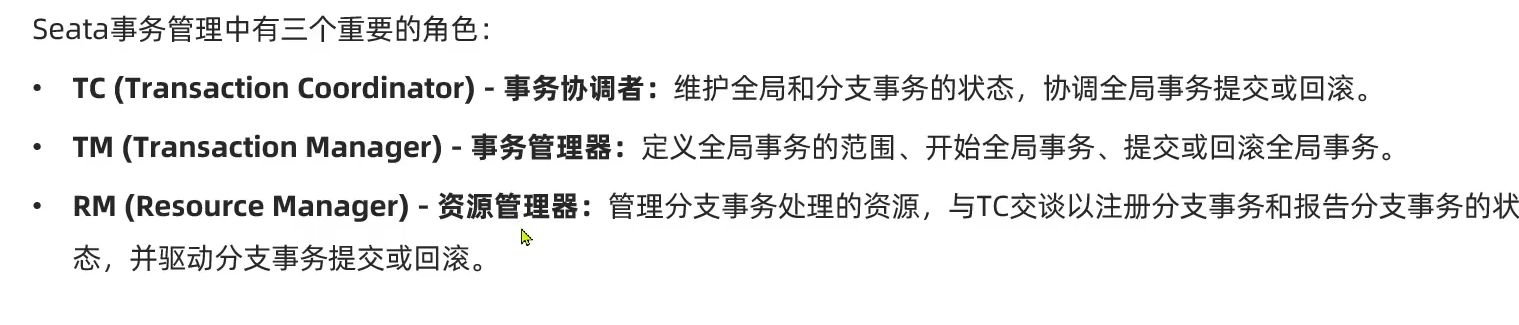 Seata事务管理中有三个重要的角色：
• TC (Transaction Coordinator) - 事务协调者：维护全局和分支事务的状态，协调全局事务提交或回滚。
• TM (Transaction Manager) - 事务管理器：定义全局事务的范围、开始全局事务、提交或回滚全局事务。
• RM (Resource Manager) - 资源管理器：管理分支事务处理的资源，与TC交谈以注册分支事务和报告分支事务的状
态，并驱动分支事务提交或回滚。